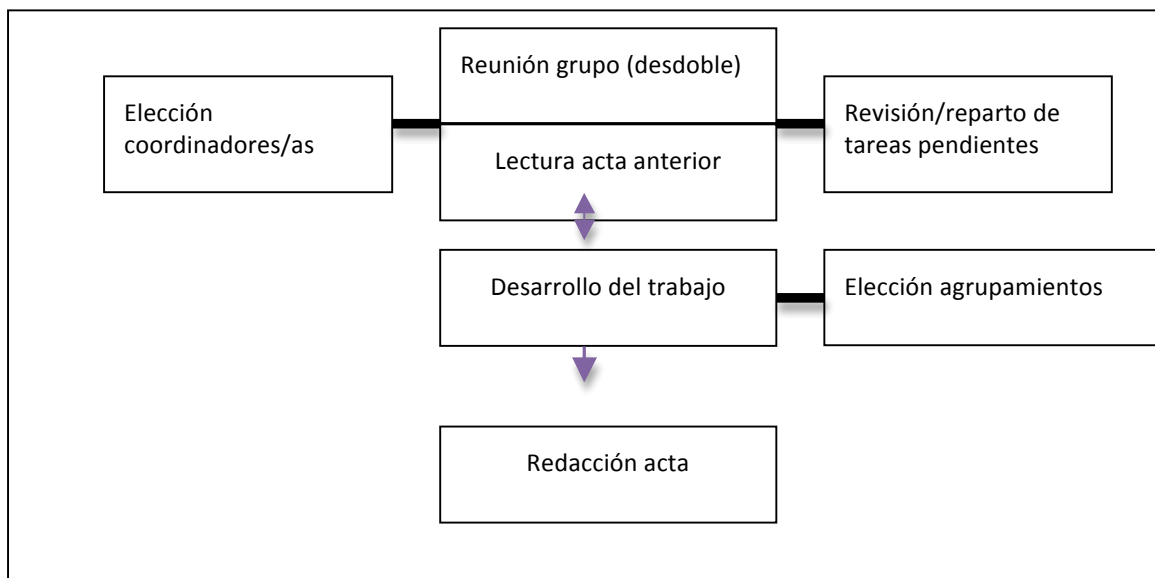 Reunión grupo (desdoble)
Elección
coordinadores/as
Revisión/reparto de
tareas pendientes
Lectura acta anterior
Desarrollo del trabajo
Elección agrupamientos
Redacción acta